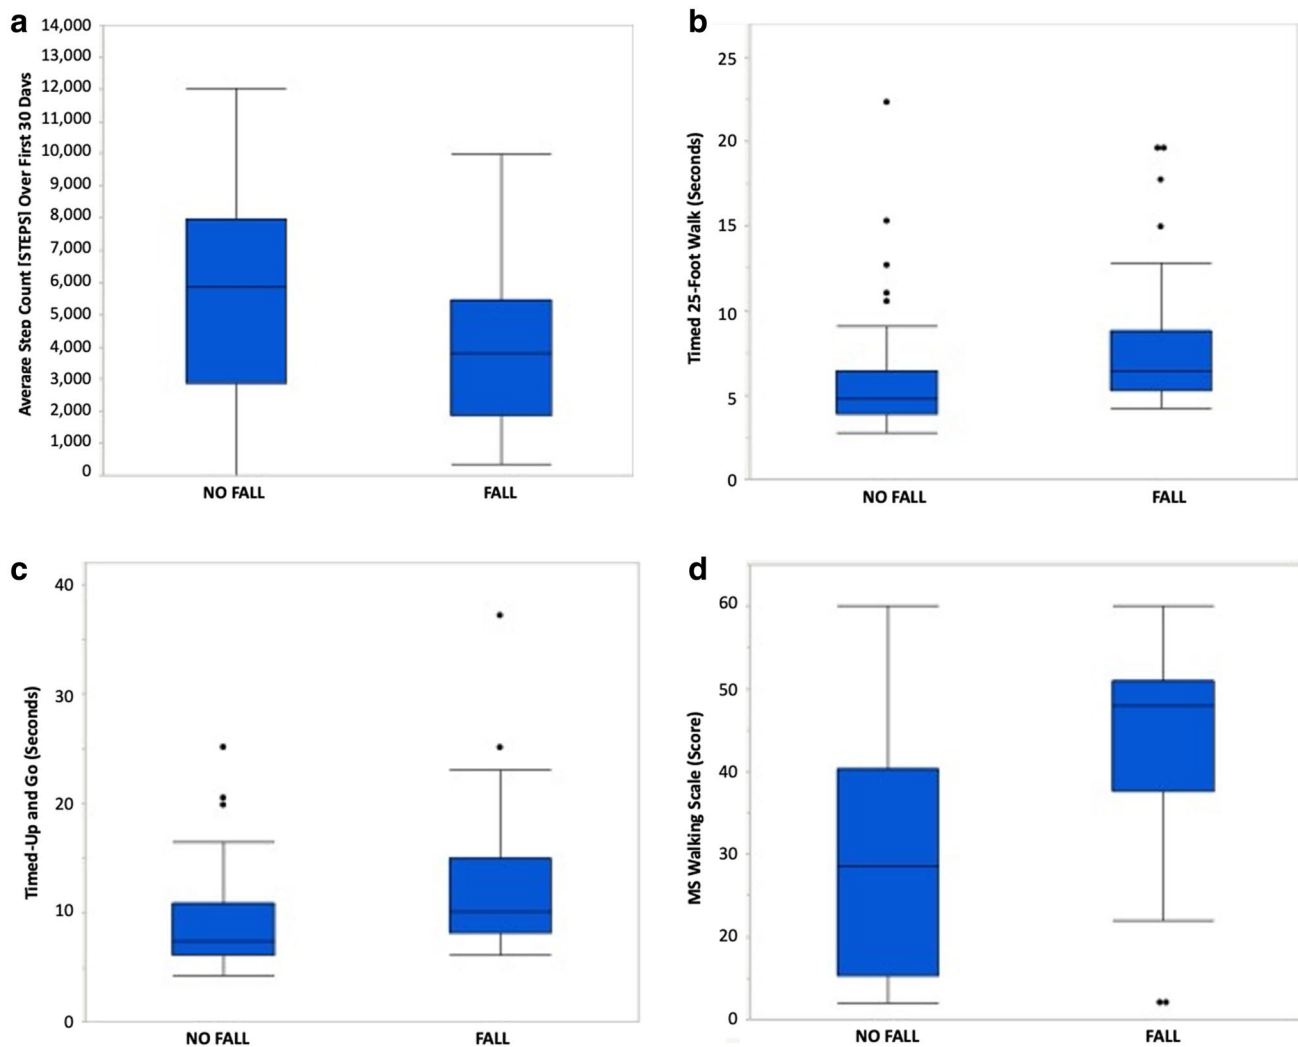 a
14,000
13,000
12,000
11,000
10,000
9,000
8,000
7,000
6,000
5,000
4,000
3,000
2,000
1,000
0
Average Step Count [STEPS] Over First 30 Days
NO FALL FALL
b
25
20
15
10
5
0
Timed 25-Foot Walk (Seconds)
NO FALL FALL
c
40
30
20
10
0
Timed-Up and Go (Seconds)
NO FALL FALL
d
60
50
40
30
20
0
MS Walking Scale (Score)
NO FALL FALL